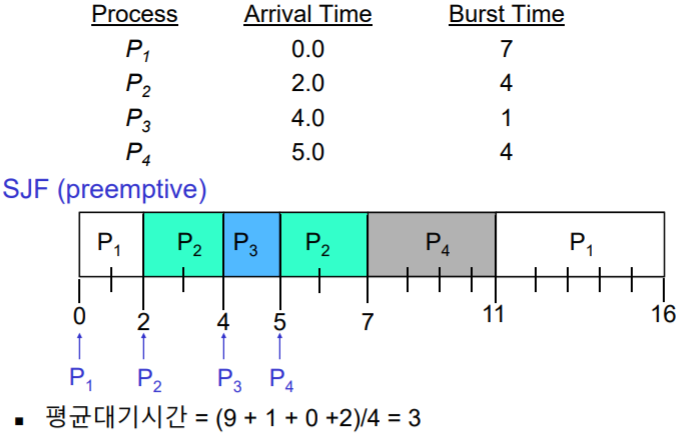 Process Arrival Time Burst Time
P1 0.0 7
P2 2.0 4
P3 4.0 1
P4 5.0 4
SJF (preemptive)
P1 P2 P3 P2 P4 P1
0 2 4 5 7 11 16
P1 P2 P3 P4
▪ 평균대기시간 = (9 + 1 + 0 +2)/4 = 3